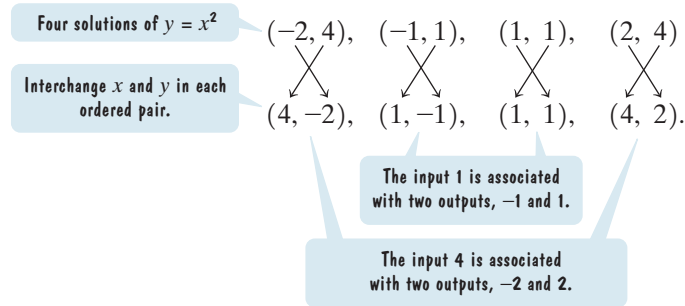 Four solutions of y = x² (−2, 4), (−1, 1), (1, 1), (2, 4)
Interchange x and y in each
ordered pair.
(4, −2), (1, −1), (1, 1), (4, 2).
The input 1 is associated
with two outputs, −1 and 1.
The input 4 is associated
with two outputs, −2 and 2.